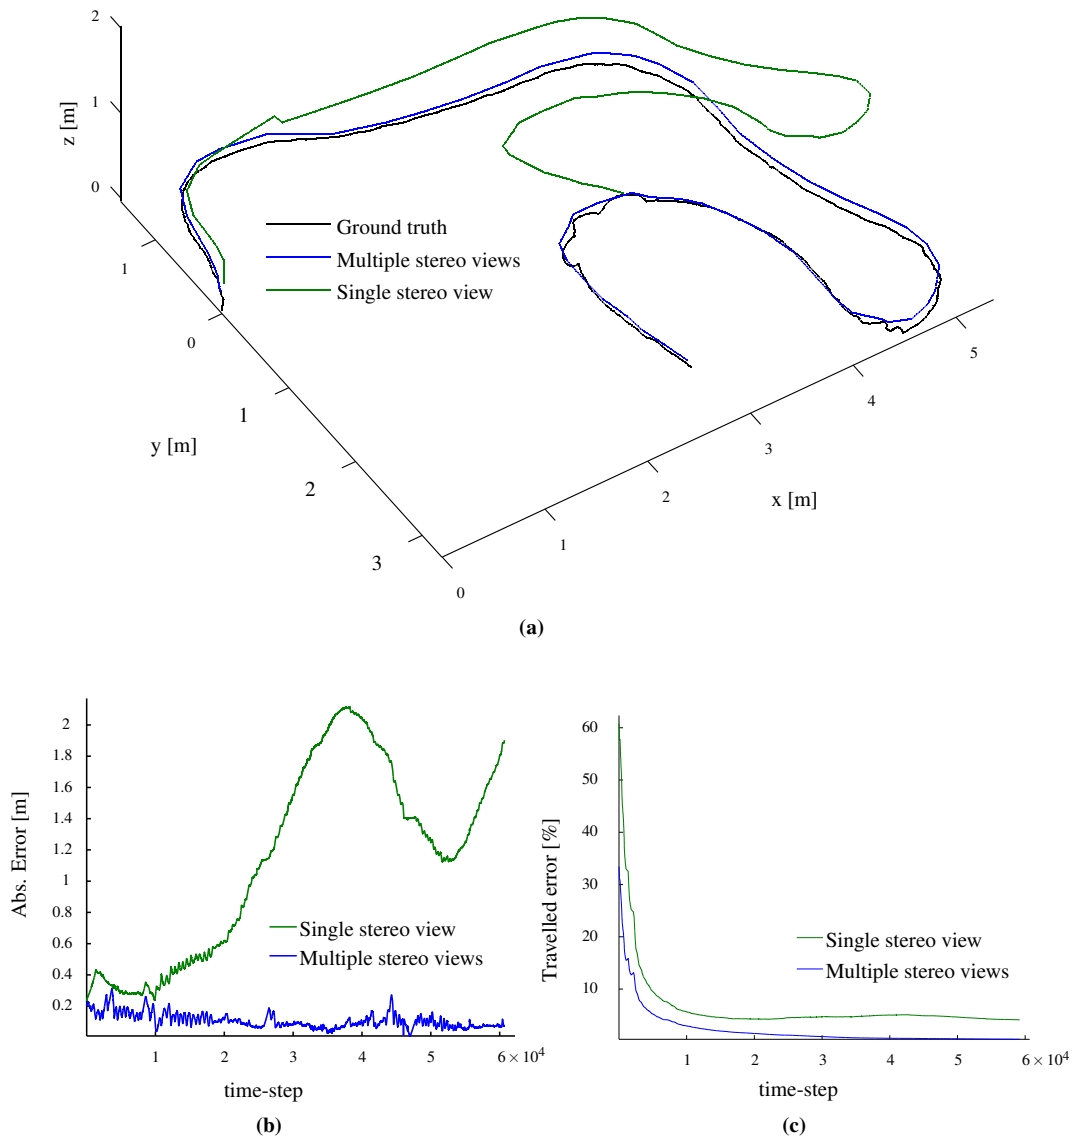 2
1
0
z [m]
1
0
1
2
3
y [m]
Ground truth
Multiple stereo views
Single stereo view
0
1
2
3
4
5
x [m]
(a)
2
1.8
1.6
1.4
1.2
1
0.8
0.6
0.4
0.2
Abs. Error [m]
Single stereo view
Multiple stereo views
1 2 3 4 5 6 × 10⁴
time-step
(b)
60
50
40
30
20
10
Travelled error [%]
Single stereo view
Multiple stereo views
1 2 3 4 5 6 × 10⁴
time-step
(c)